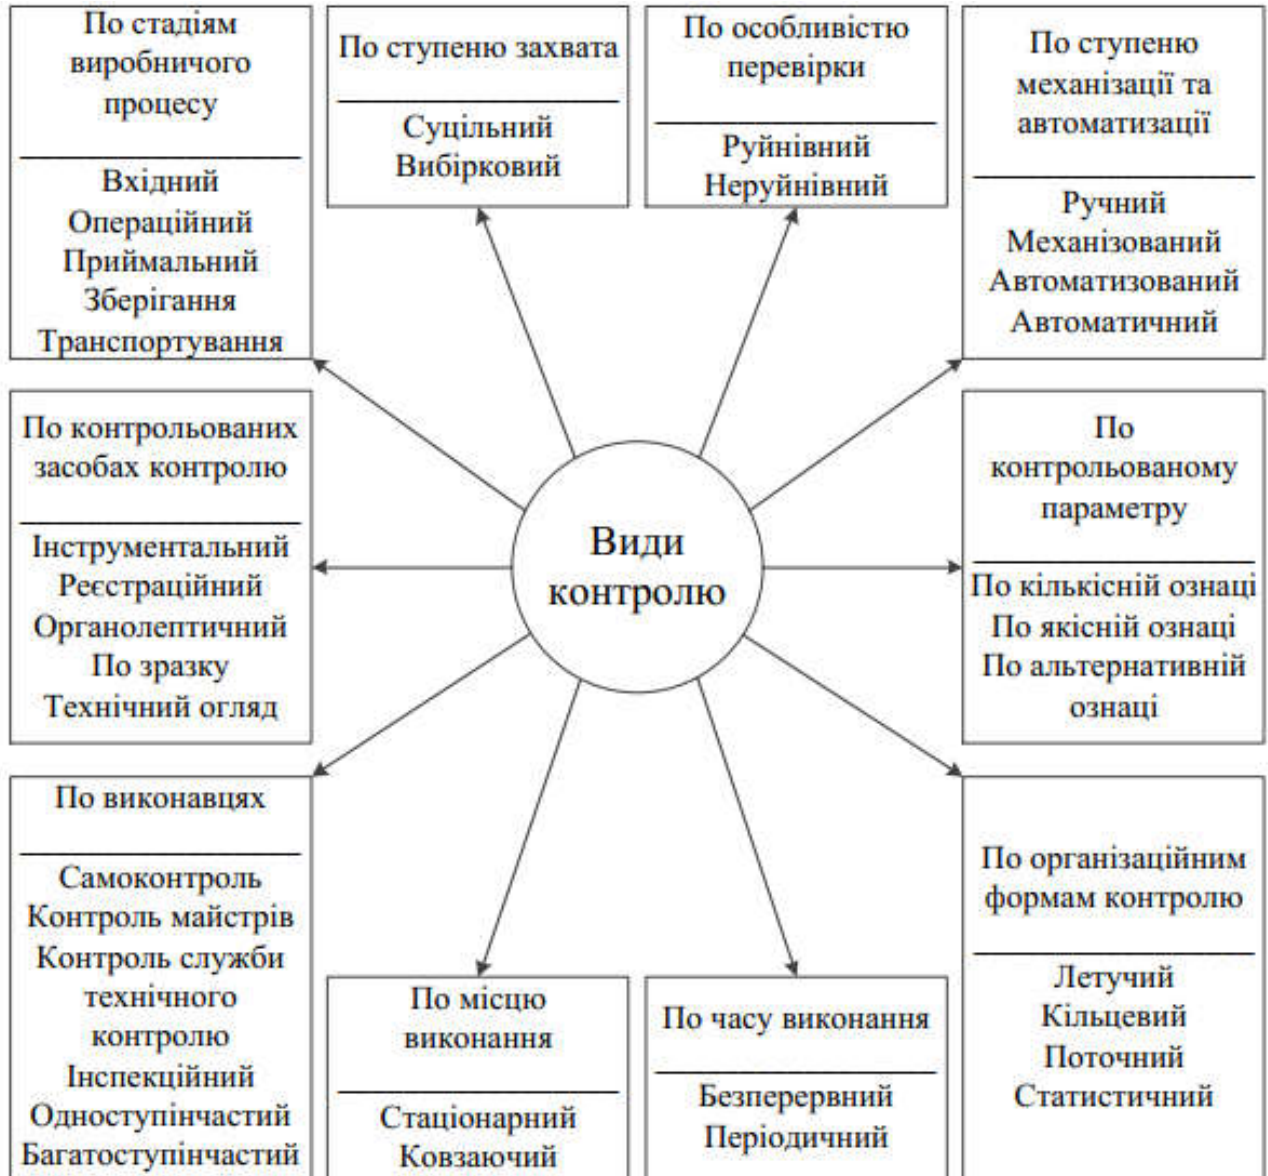 По стадіям
виробничого
процесу
Вхідний
Операційний
Приймальний
Зберігання
Транспортування
По ступеню захвата
Суцільний
Вибірковий
По особливістю
перевірки
Руйнівний
Неруйнівний
По ступеню
механізації та
автоматизації
Ручний
Механізований
Автоматизований
Автоматичний
По контрольованих
засобах контролю
Інструментальний
Реєстраційний
Органолептичний
По зразку
Технічний огляд
Види
контролю
По
контрольованому
параметру
По кількісній ознаці
По якісній ознаці
По альтернативній
ознаці
По виконавцях
Самоконтроль
Контроль майстрів
Контроль служби
технічного
контролю
Інспекційний
Одноступінчастий
Багатоступінчастий
По місцю
виконання
Стаціонарний
Ковзаючий
По часу виконання
Безперервний
Періодичний
По організаційним
формам контролю
Летучий
Кільцевий
Поточний
Статистичний